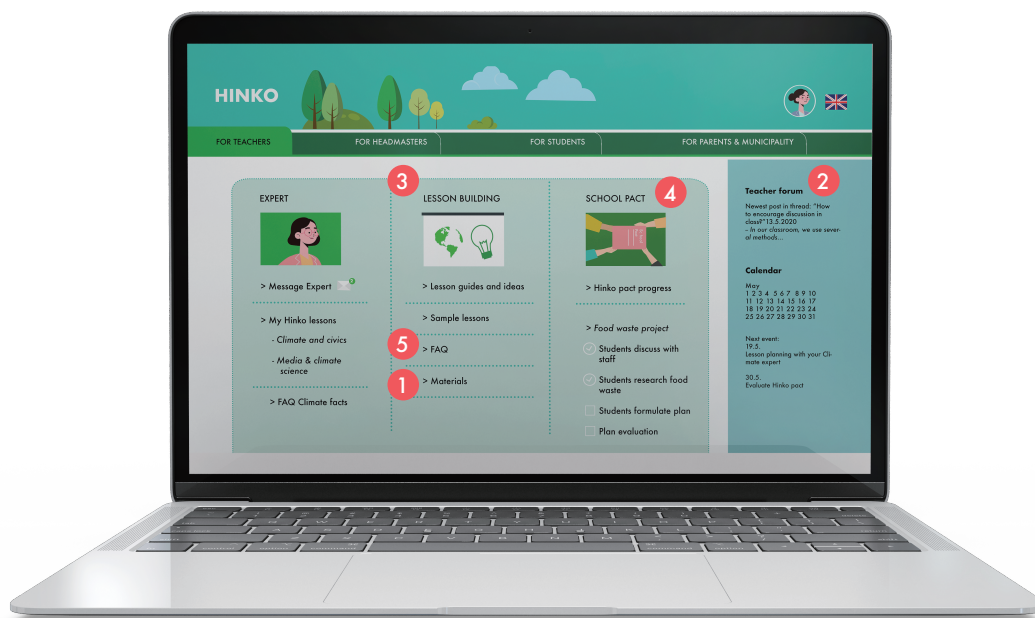 HINKO
FOR TEACHERS
FOR HEADMASTERS
FOR STUDENTS
FOR PARENTS & MUNICIPALITY
3
4
2
EXPERT
> Message Expert
2
> My Hinko lessons
- Climate and civics
- Media & climate
science
> FAQ Climate facts
LESSON BUILDING
> Lesson guides and ideas
> Sample lessons
5
> FAQ
1
> Materials
SCHOOL PACT
> Hinko pact progress
> Food waste project
Students discuss with
staff
Students research food
waste
Students formulate plan
Plan evaluation
Teacher forum
Newest post in thread: "How
to encourage discussion in
class?"13.5.2020
- In our classroom, we use sever-
al methods...
Calendar
May
1 2 3 4 5 6 7 8 9 10
11 12 13 14 15 16 17
18 19 20 21 22 23 24
25 26 27 28 29 30 31
Next event:
19.5.
Lesson planning with your Cli-
mate expert
30.5.
Evaluate Hinko pact